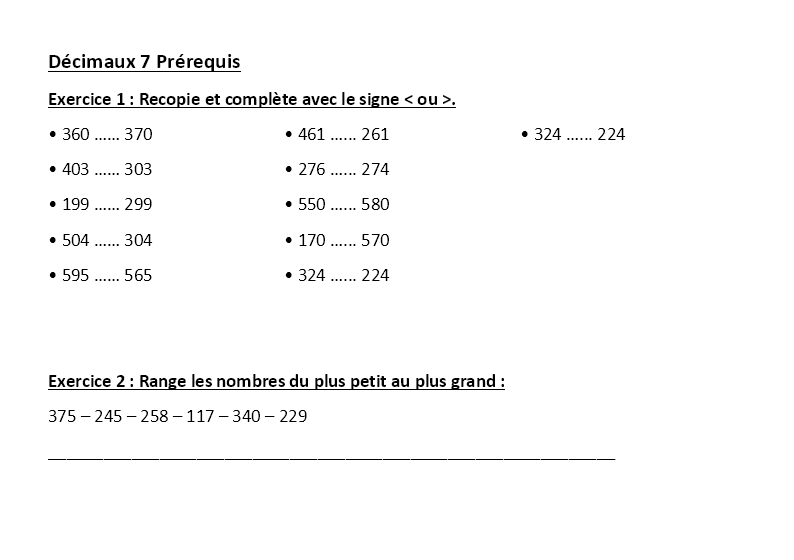 Décimaux 7 Prérequis
Exercice 1 : Recopie et complète avec le signe < ou >.
• 360 ...... 370 • 461 ...... 261 • 324 ...... 224
• 403 ...... 303 • 276 ...... 274
• 199 ...... 299 • 550 ...... 580
• 504 ...... 304 • 170 ...... 570
• 595 ...... 565 • 324 ...... 224
Exercice 2 : Range les nombres du plus petit au plus grand :
375 – 245 – 258 – 117 – 340 – 229